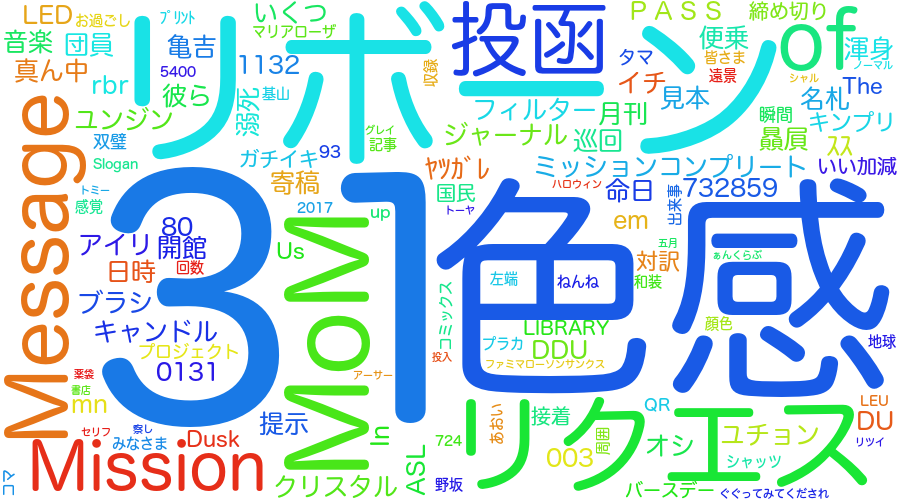 LED
お過ごし
ﾌﾟﾘﾝﾄ
リボーン
いくつ
マリアローザ
投函
ＰＡＳＳ
締め切り
of
音楽
団員
亀吉
便乗
渾身
ノーマル
真ん中
5400
1132
収録
タマ
皆さま
遠景
シャル
The
rbr
彼ら
溺死
基山
フィルター
イチ
見本
名札
ユンジン
グレイ
月刊
瞬間
キンプリ
双璧
記事
ジャーナル
巡回
贔屓
ｽｽ
Slogan
ガチイキ
93
ﾔﾂｶﾞﾚ
ミッションコンプリート
いい加減
Message
トミー
寄稿
国民
ハロウィン
命日
732859
感覚
2017
up
トーヤ
em
出来事
80
アイリ
開館
Us
MoM
31
色感
五月
ぁんくらぶ
日時
回数
左端
ねんね
対訳
和装
ブラシ
コミックス
顔色
キャンドル
LIBRARY
地球
プロジェクト
プラカ
DDU
投入
ファミマローソンサンクス
薬袋
0131
アーサー
書店
mn
リクエス
あおい
接着
QR
LEU
DU
セリフ
察し
みなさま
Dusk
提示
In
724
周囲
オシ
ユチョン
リツイ
Mission
ASL
003
シャッツ
コマ
クリスタル
野坂
バースデー
ぐぐってみてくだされ